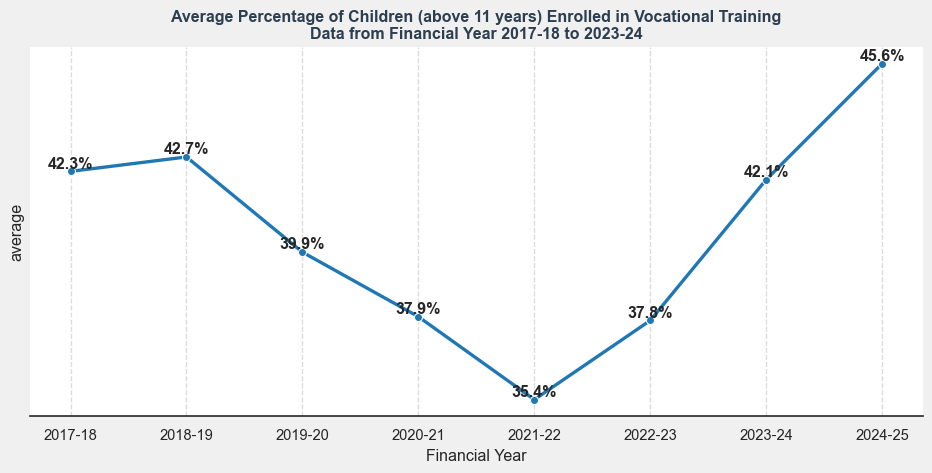 Average Percentage of Children (above 11 years) Enrolled in Vocational Training
Data from Financial Year 2017-18 to 2023-24
45.6%
42.7%
42.3%
42.1%
39.9%
37.9%
37.8%
35.4%
average
2017-18 2018-19 2019-20 2020-21 2021-22 2022-23 2023-24 2024-25
Financial Year